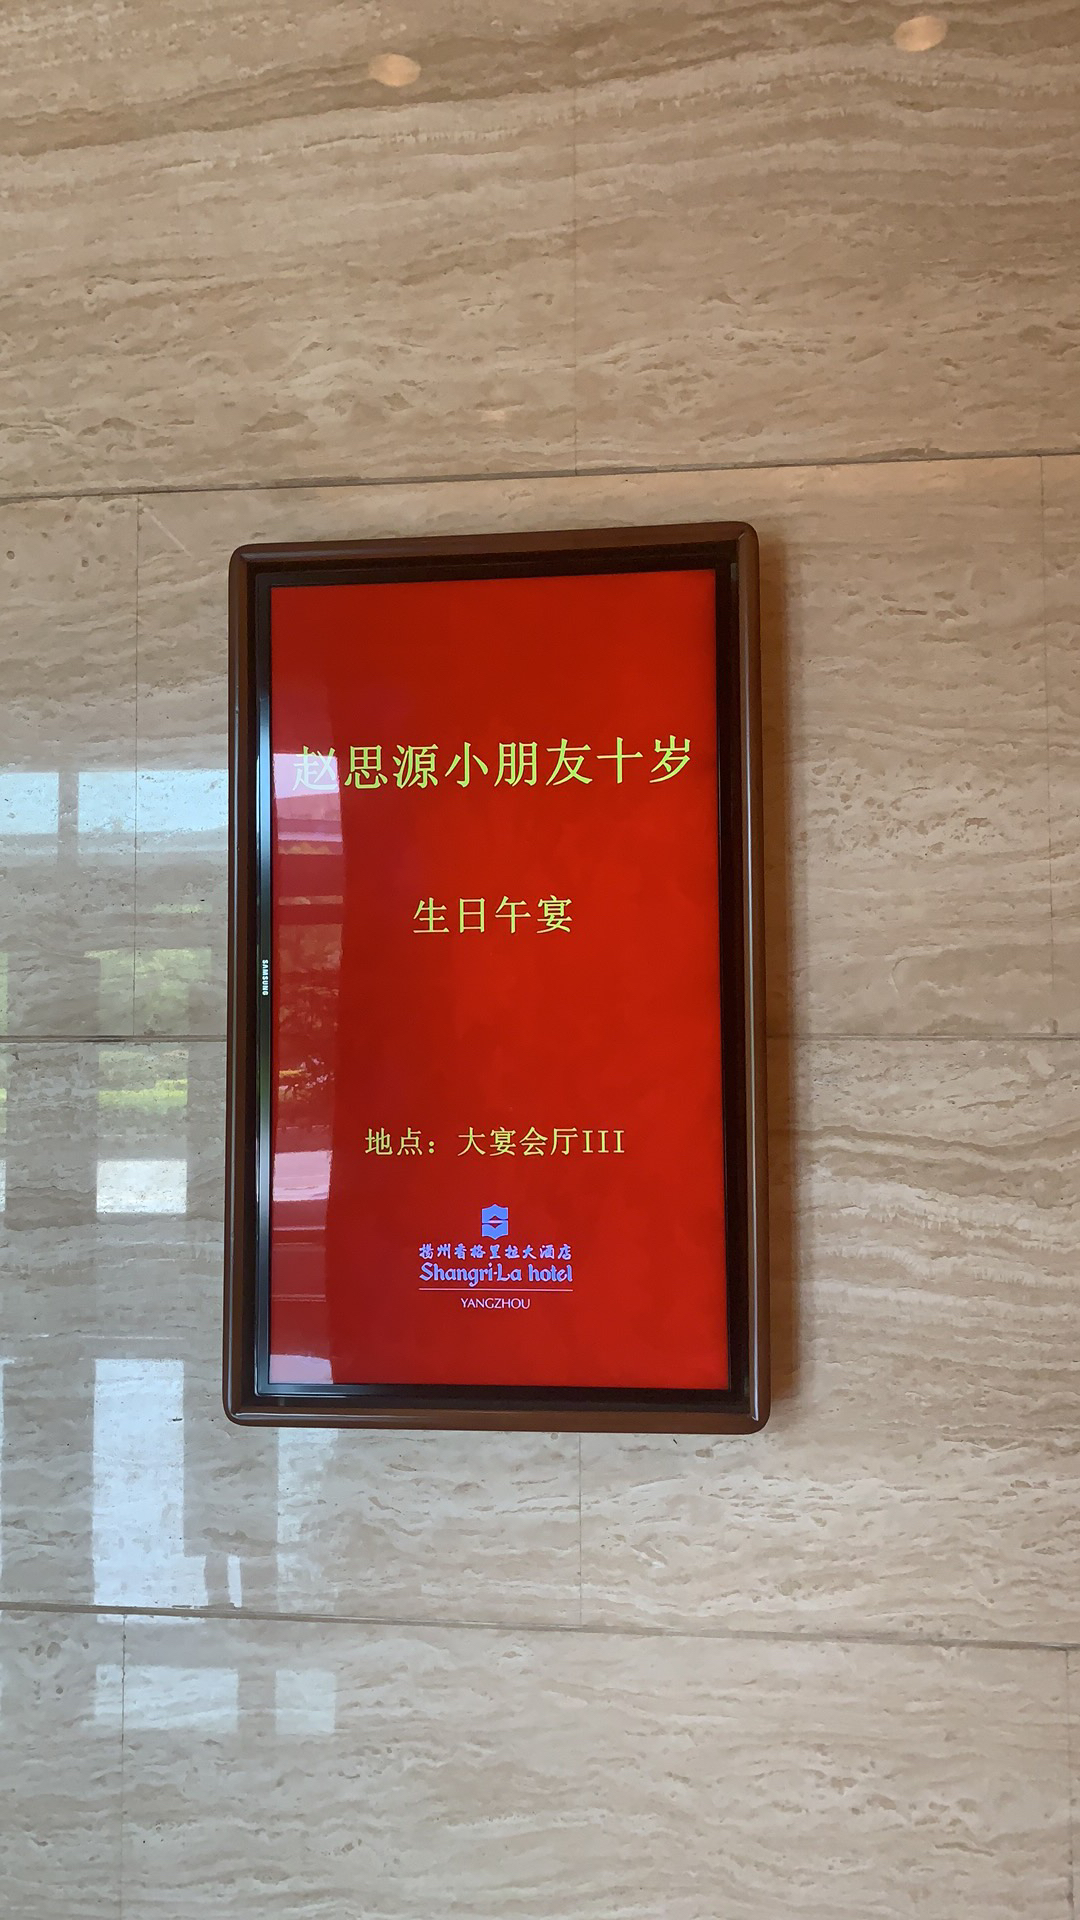 赵思源小朋友十岁
生日午宴
SAMSUNG
地点：大宴会厅III
扬州香格里拉大酒店
Shangri-La hotel
YANGZHOU